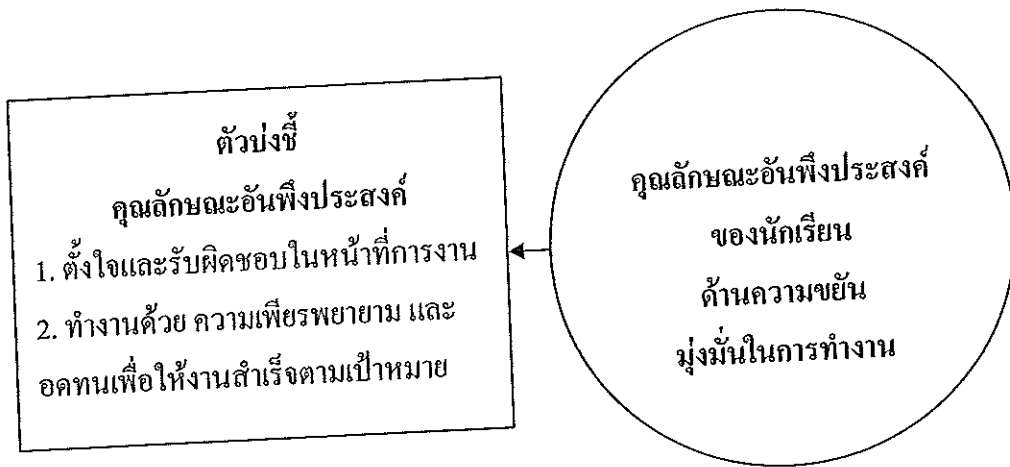 ตัวบ่งชี้
คุณลักษณะอันพึงประสงค์
1. ตั้งใจและรับผิดชอบในหน้าที่การงาน
2. ทำงานด้วย ความเพียรพยายาม และ
อดทนเพื่อให้งานสำเร็จตามเป้าหมาย
คุณลักษณะอันพึงประสงค์
ของนักเรียน
ด้านความขยัน
มุ่งมั่นในการทำงาน